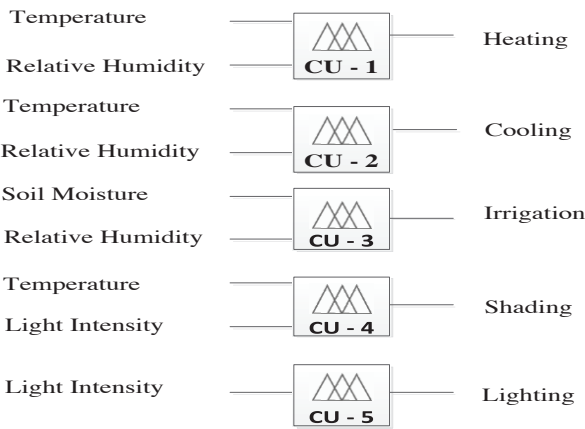 Temperature
Relative Humidity
CU - 1
Heating
Temperature
Relative Humidity
CU - 2
Cooling
Soil Moisture
Relative Humidity
CU - 3
Irrigation
Temperature
Light Intensity
CU - 4
Shading
Light Intensity
CU - 5
Lighting